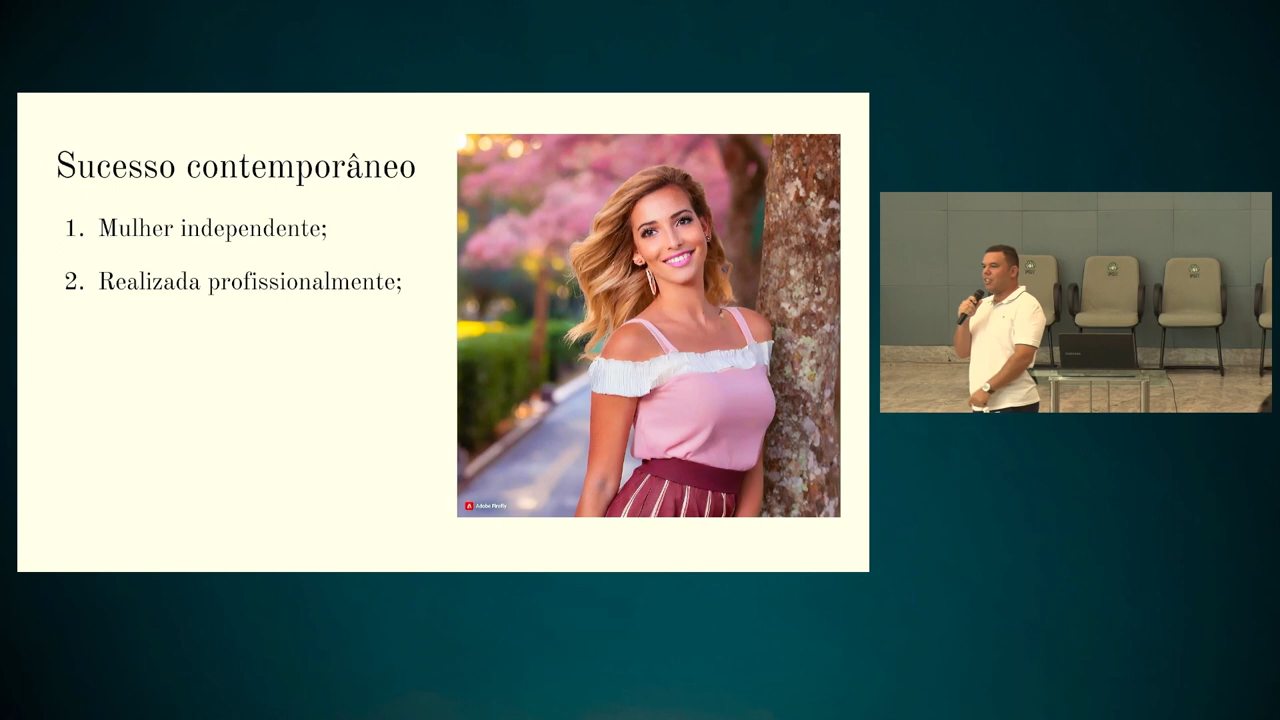 Sucesso contemporâneo
1. Mulher independente;
2. Realizada profissionalmente;
Adobe Firefly